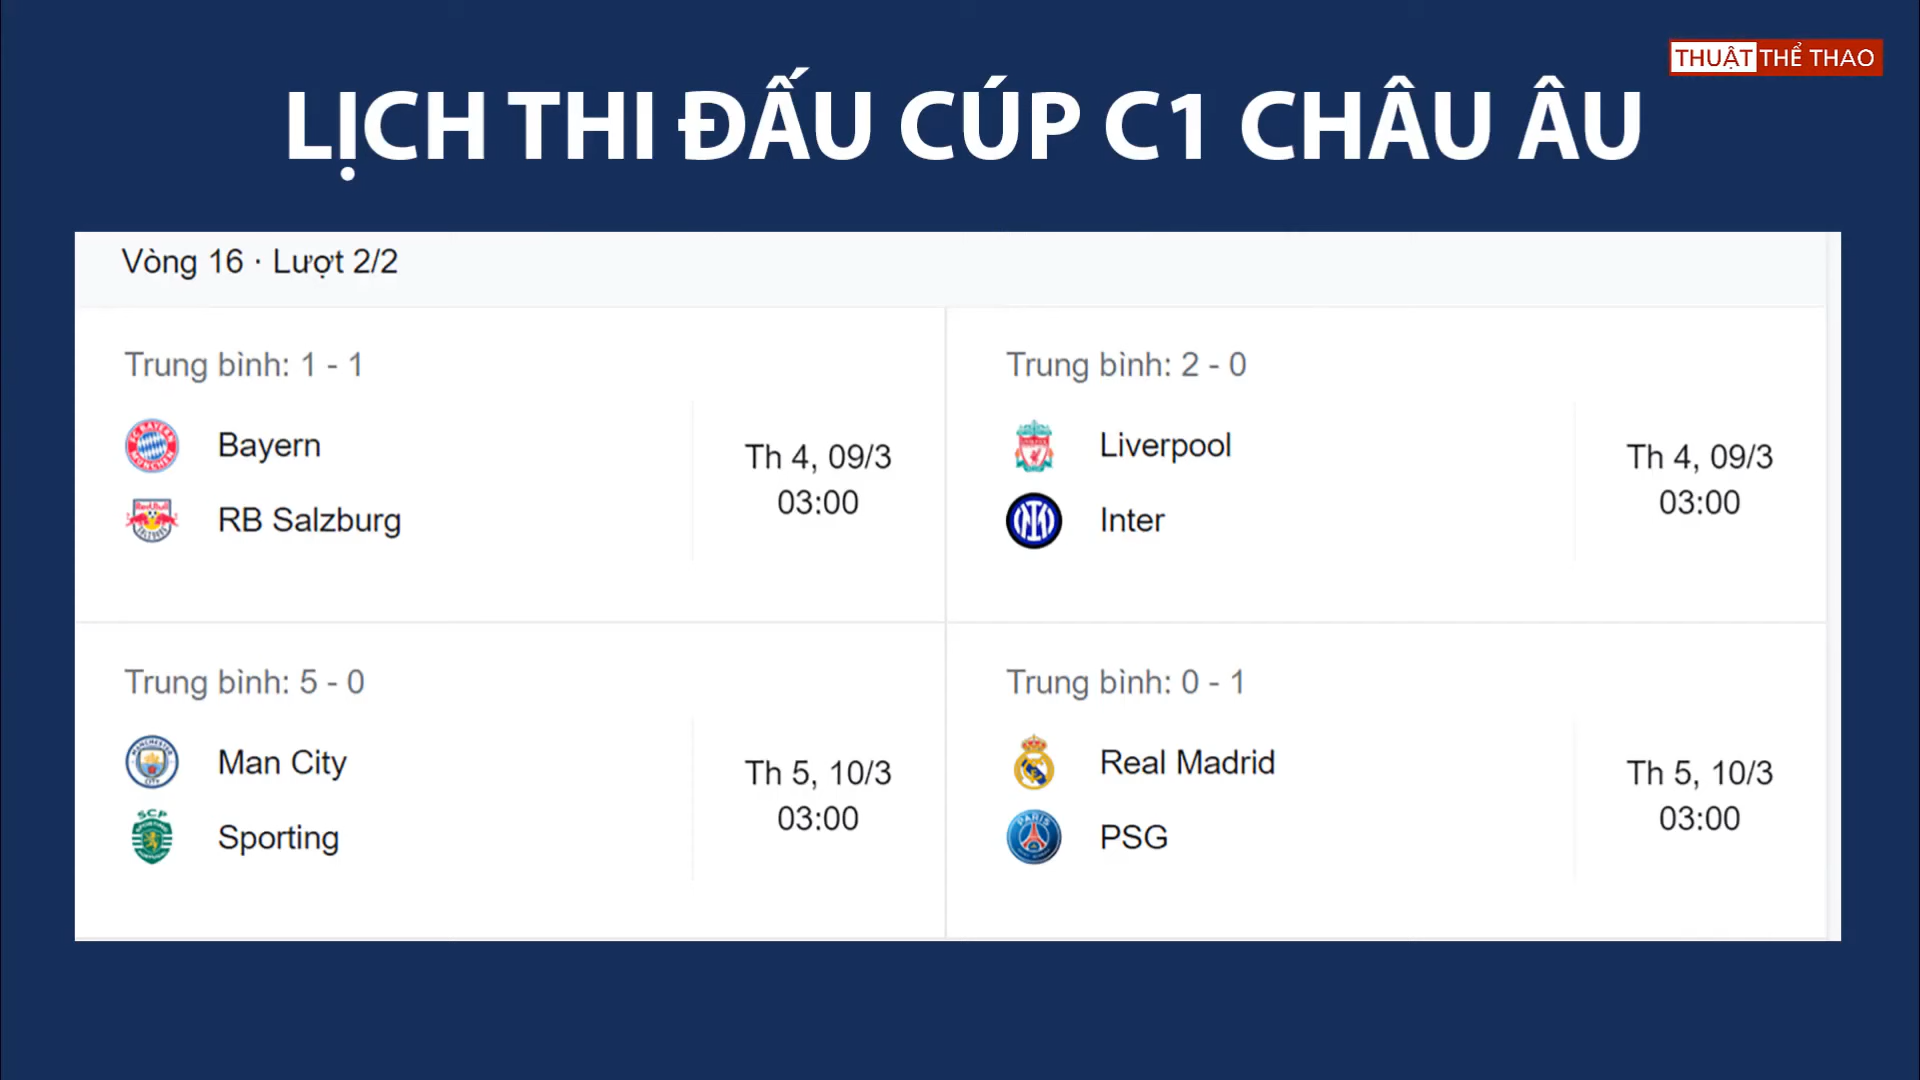 THUẬT THỂ THAO
LỊCH THI ĐẤU CÚP C1 CHÂU ÂU
Vòng 16 · Lượt 2/2
Trung bình: 1 - 1
Bayern
RB Salzburg
Th 4, 09/3
03:00
Trung bình: 2 - 0
Liverpool
Inter
Th 4, 09/3
03:00
Trung bình: 5 - 0
Man City
Sporting
Th 5, 10/3
03:00
Trung bình: 0 - 1
Real Madrid
PSG
Th 5, 10/3
03:00